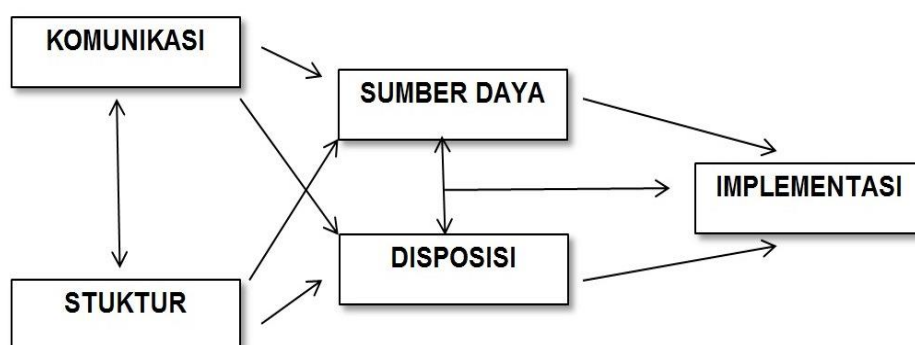 KOMUNIKASI
SUMBER DAYA
IMPLEMENTASI
DISPOSISI
STUKTUR